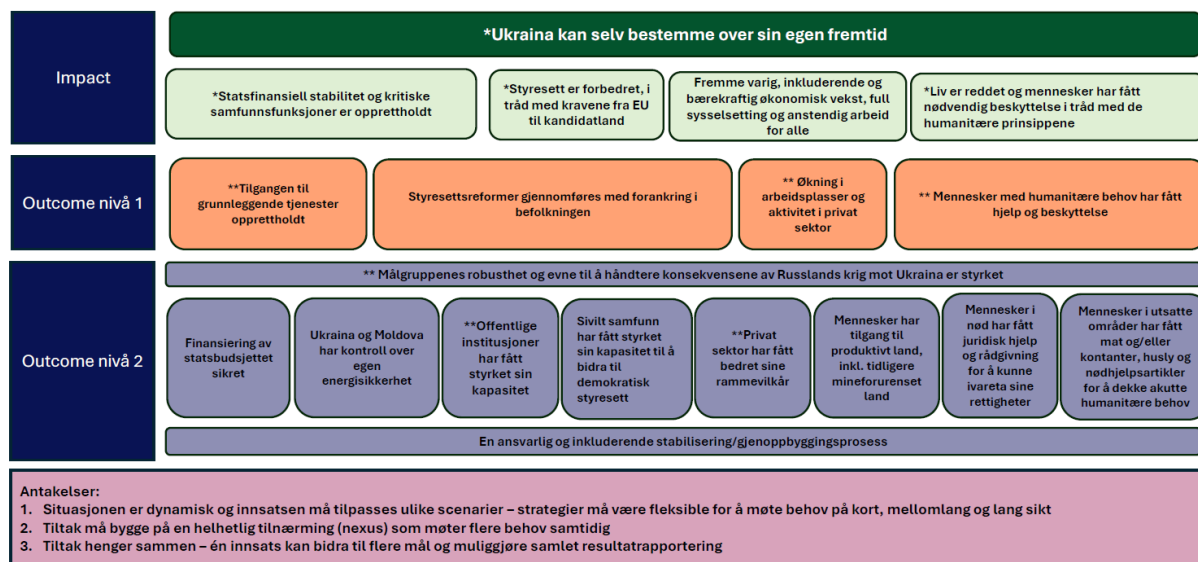 Impact
*Ukraina kan selv bestemme over sin egen fremtid
*Statsfinansiell stabilitet og kritiske
samfunnsfunksjoner er opprettholdt
*Styresett er forbedret, i
tråd med kravene fra EU
til kandidatland
Fremme varig, inkluderende og
bærekraftig økonomisk vekst, full
sysselsetting og anstendig arbeid
for alle
*Liv er reddet og mennesker har fått
nødvendig beskyttelse i tråd med de
humanitære prinsippene
Outcome nivå 1
**Tilgangen til
grunnleggende tjenester
opprettholdt
Styresettsreformer gjennomføres med forankring i
befolkningen
** Økning i
arbeidsplasser og
aktivitet i privat
sektor
** Mennesker med humanitære behov har fått
hjelp og beskyttelse
Outcome nivå 2
** Målgruppenes robusthet og evne til å håndtere konsekvensene av Russlands krig mot Ukraina er styrket
Finansiering av
statsbudsjettet
sikret
Ukraina og Moldova
har kontroll over
egen
energisikkerhet
**Offentlige
institusjoner
har fått
styrket sin
kapasitet
Sivilt samfunn
har fått styrket
sin kapasitet til å
bidra til
demokratisk
styresett
**Privat
sektor har fått
bedret sine
rammevilkår
Mennesker har
tilgang til
produktivt land,
inkl. tidligere
mineforurenset
land
Mennesker i
nød har fått
juridisk hjelp
og rådgivning
for å kunne
ivareta sine
rettigheter
Mennesker i utsatte
områder har fått
mat og/eller
kontanter, husly og
nødhjelpsartikler
for å dekke akutte
humanitære behov
En ansvarlig og inkluderende stabilisering/gjenoppbyggingsprosess
Antakelser:
1. Situasjonen er dynamisk og innsatsen må tilpasses ulike scenarier – strategier må være fleksible for å møte behov på kort, mellomlang og lang sikt
2. Tiltak må bygge på en helhetlig tilnærming (nexus) som møter flere behov samtidig
3. Tiltak henger sammen – én innsats kan bidra til flere mål og muliggjøre samlet resultatrapportering